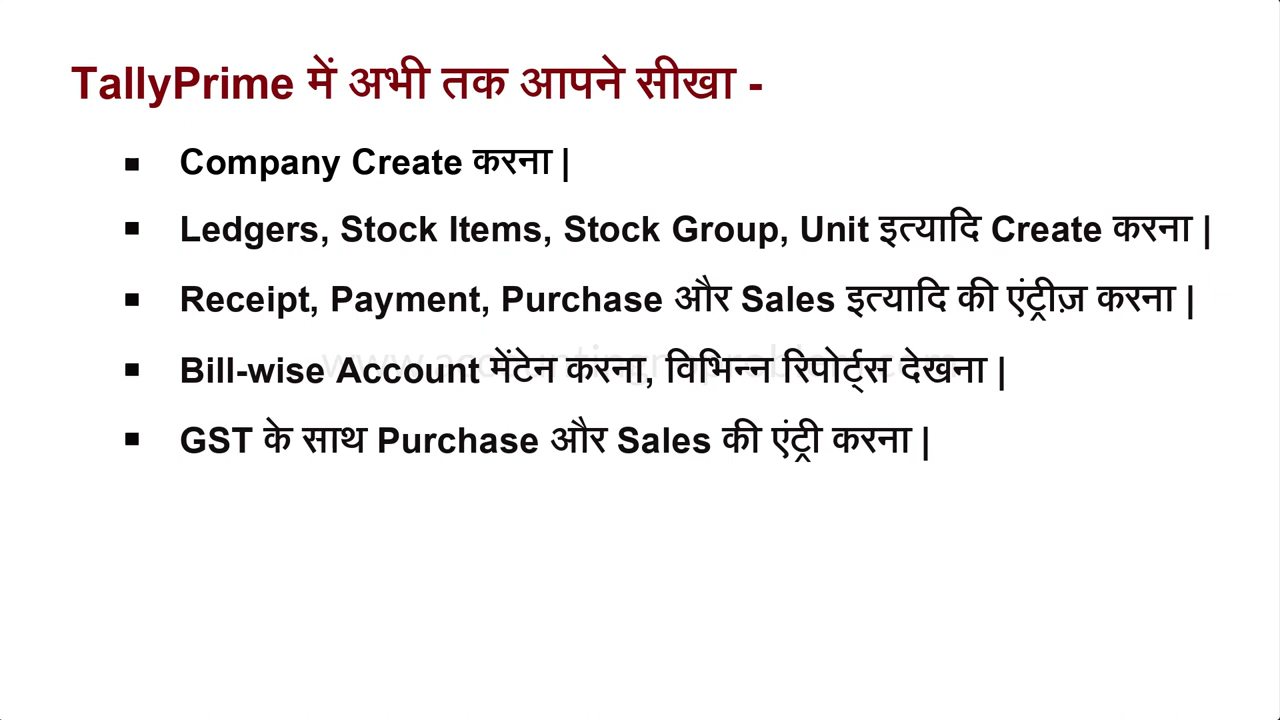 TallyPrime में अभी तक आपने सीखा -
▪ Company Create करना |
▪ Ledgers, Stock Items, Stock Group, Unit इत्यादि Create करना |
▪ Receipt, Payment, Purchase और Sales इत्यादि की एंट्रीज़ करना |
▪ Bill-wise Account मेंटेन करना, विभिन्न रिपोर्ट्स देखना |
▪ GST के साथ Purchase और Sales की एंट्री करना |